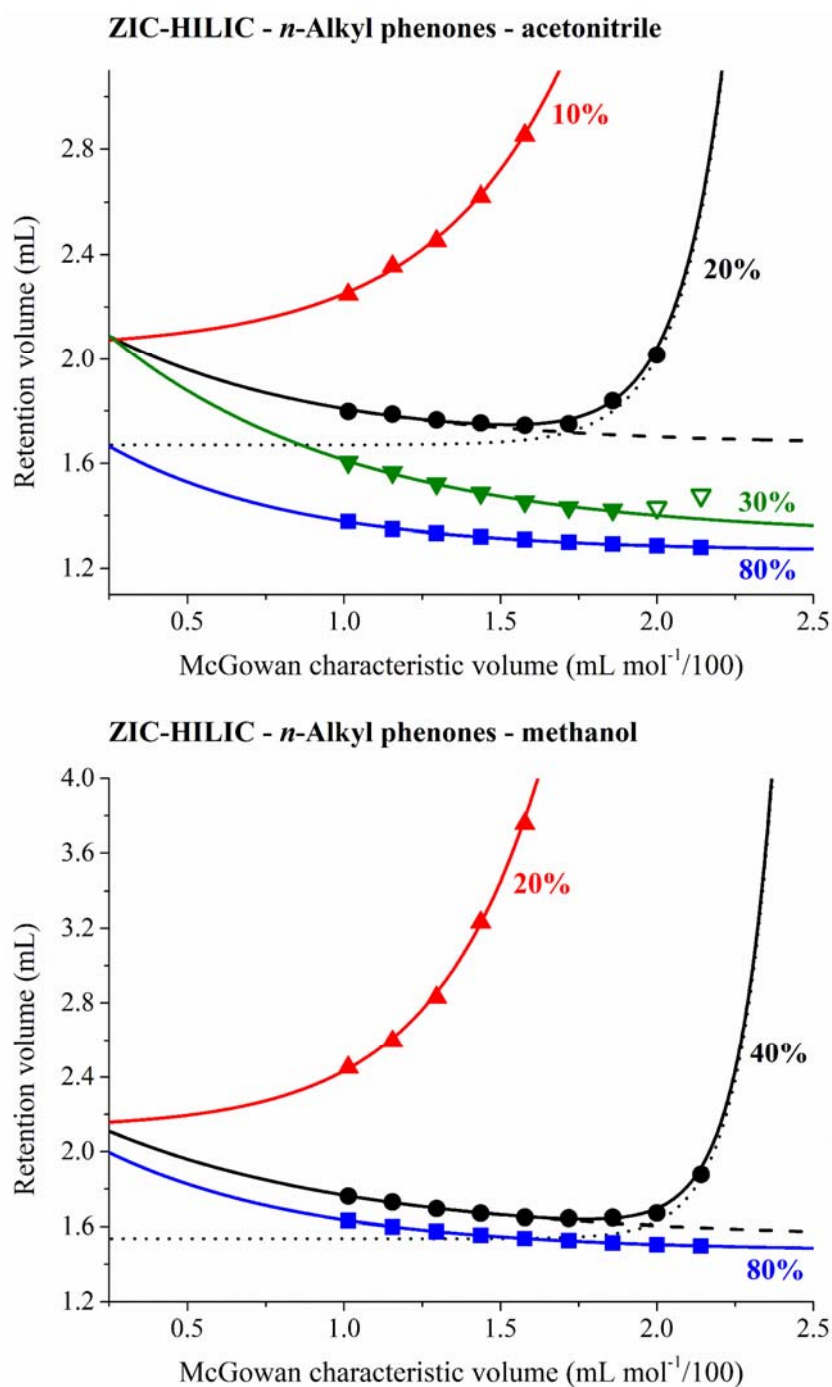 ZIC-HILIC - n-Alkyl phenones - acetonitrile
10%
2.8
2.4
20%
2.0
1.6
30%
1.2
80%
0.5 1.0 1.5 2.0 2.5
Retention volume (mL)
McGowan characteristic volume (mL mol⁻¹/100)
ZIC-HILIC - n-Alkyl phenones - methanol
4.0
3.6
20%
3.2
2.8
2.4
40%
2.0
1.6
80%
1.2
0.5 1.0 1.5 2.0 2.5
Retention volume (mL)
McGowan characteristic volume (mL mol⁻¹/100)